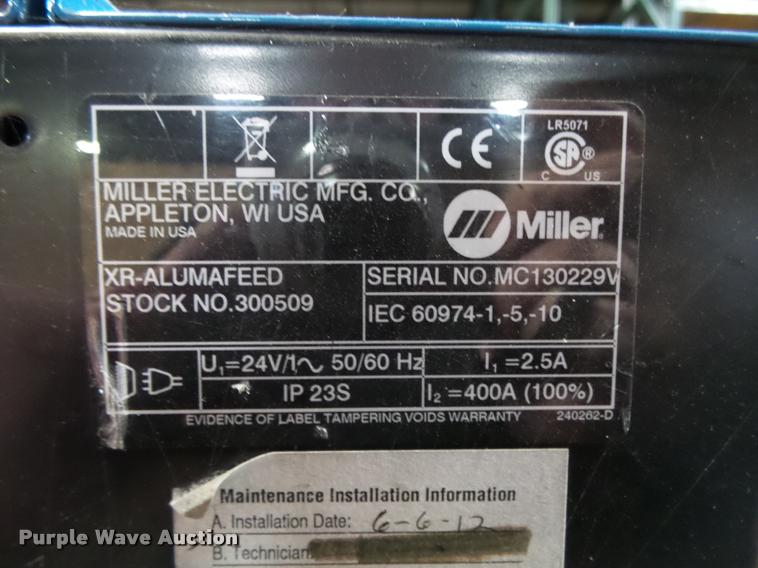 LR5071
CE
SP®
C US
MILLER ELECTRIC MFG. CO.,
APPLETON, WI USA
MADE IN USA
Miller
XR-ALUMAFEED
STOCK NO.300509
SERIAL NO.MC130229V
IEC 60974-1,-5,-10
U₁=24V/1~ 50/60 Hz
I₁ =2.5A
IP 23S
I₂ =400A (100%)
EVIDENCE OF LABEL TAMPERING VOIDS WARRANTY
240262-D
Maintenance Installation Information
A. Installation Date: 6-6-12
B. Technician
Purple Wave Auction